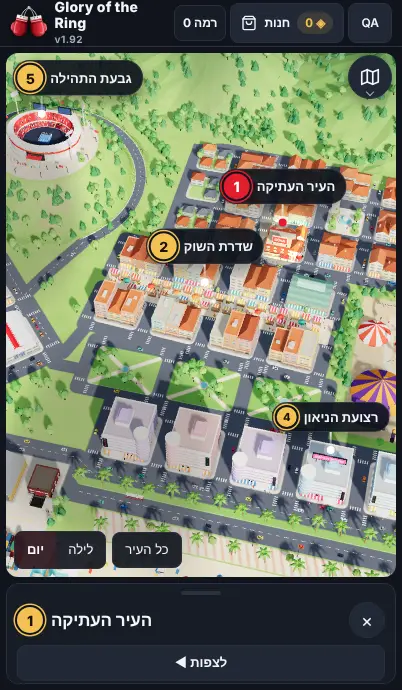 Glory of the
Ring
v1.92
רמה 0
חנות
0
QA
גבעת התהילה
5
העיר העתיקה
1
שדרת השוק
2
רצועת הניאון
4
יום
לילה
כל העיר
העיר העתיקה
1
×
לצפות